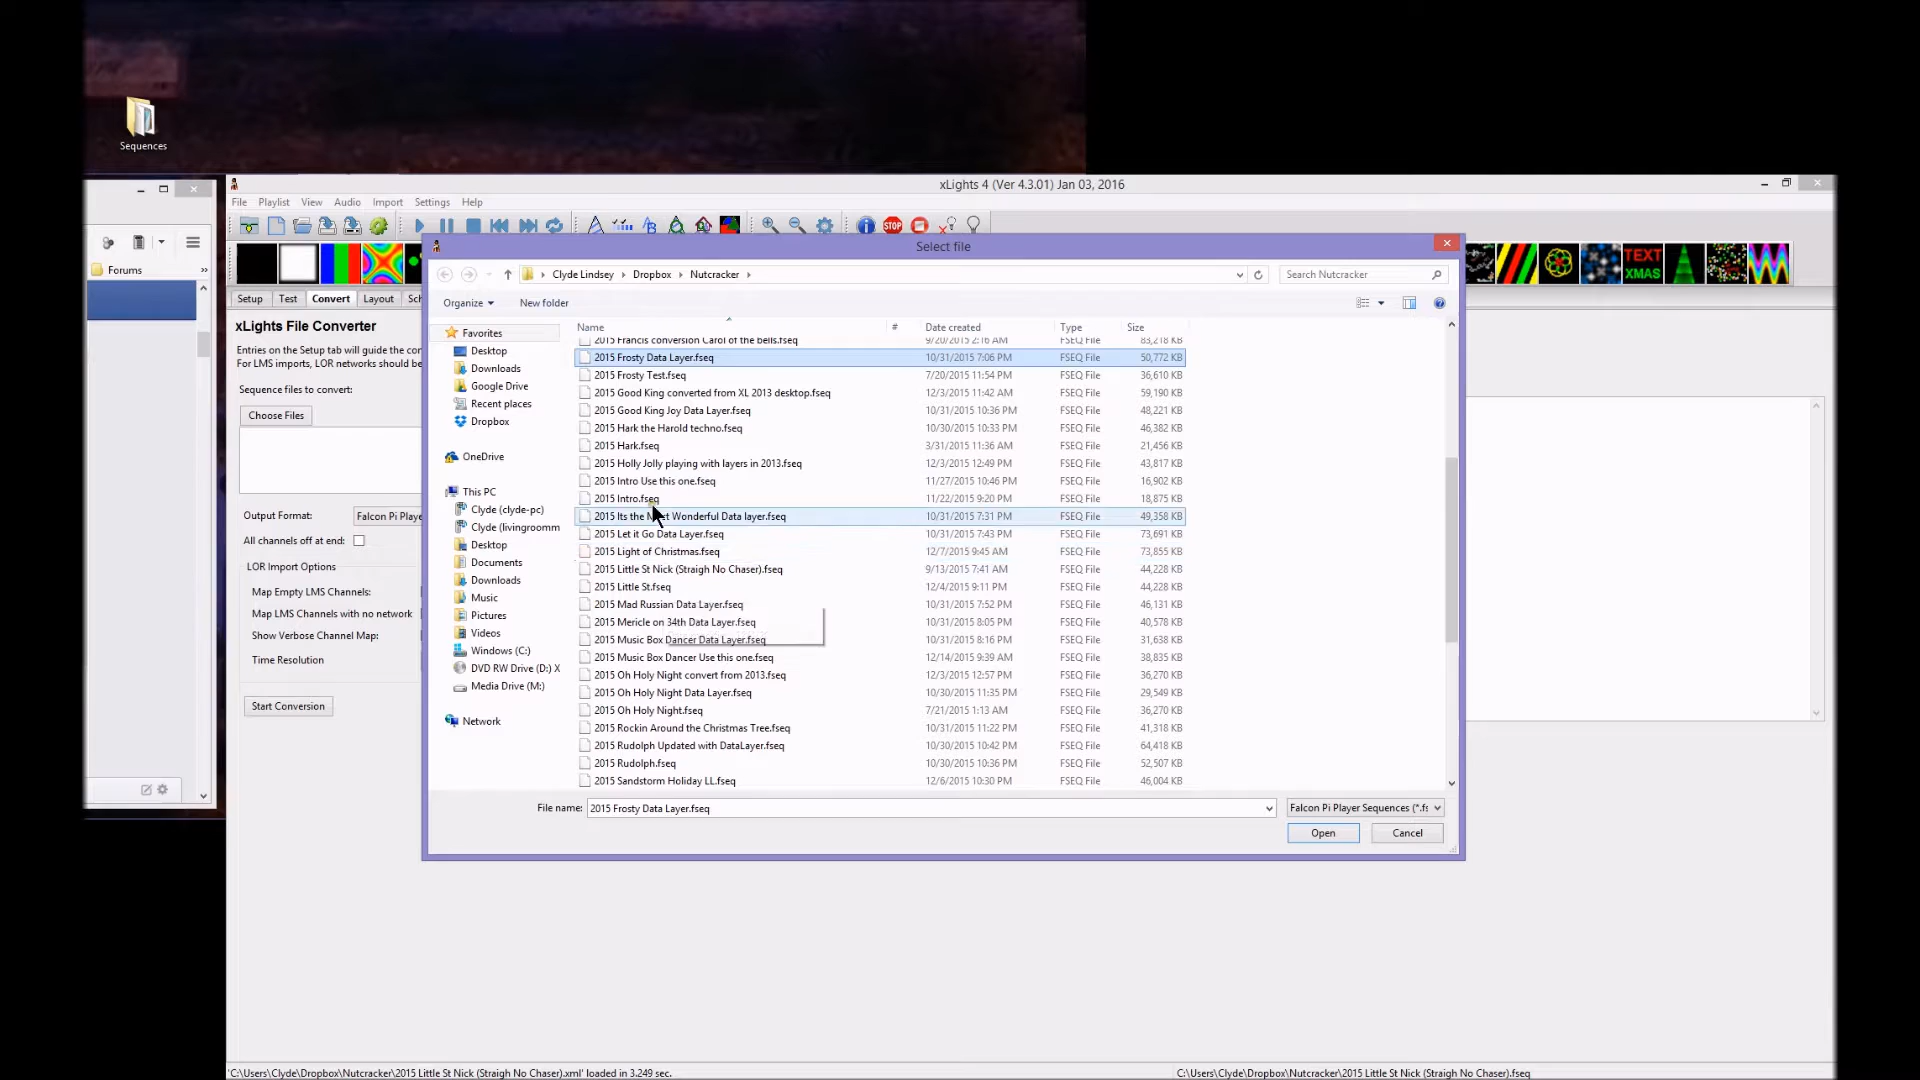 Sequences
xLights 4 (Ver 4.3.01) Jan 03, 2016
File Playlist View Audio Import Settings Help
STOP
TEXT
XMAS
Forums
Setup Test Convert Layout Sc
xLights File Converter
Entries on the Setup tab will guide the con
For LMS imports, LOR networks should be
Sequence files to convert:
Choose Files
Output Format: Falcon Pi Playe
All channels off at end:
LOR Import Options
Map Empty LMS Channels:
Map LMS Channels with no network
Show Verbose Channel Map:
Time Resolution
Start Conversion
Select file
Clyde Lindsey Dropbox Nutcracker
Search Nutcracker
Organize New folder
Favorites
Desktop
Downloads
Google Drive
Recent places
Dropbox
OneDrive
This PC
Clyde (clyde-pc)
Clyde (livingroomm
Desktop
Documents
Downloads
Music
Pictures
Videos
Windows (C:)
DVD RW Drive (D:) X
Media Drive (M:)
Network
Name # Date created Type Size
2015 Francis conversion Carol of the bells.fseq 9/20/2015 2:16 AM FSEQ File 83,218 KB
2015 Frosty Data Layer.fseq 10/31/2015 7:06 PM FSEQ File 50,772 KB
2015 Frosty Test.fseq 7/20/2015 11:54 PM FSEQ File 36,610 KB
2015 Good King converted from XL 2013 desktop.fseq 12/3/2015 11:42 AM FSEQ File 59,190 KB
2015 Good King Joy Data Layer.fseq 10/31/2015 10:36 PM FSEQ File 48,221 KB
2015 Hark the Harold techno.fseq 10/30/2015 10:33 PM FSEQ File 46,382 KB
2015 Hark.fseq 3/31/2015 11:36 AM FSEQ File 21,456 KB
2015 Holly Jolly playing with layers in 2013.fseq 12/3/2015 12:49 PM FSEQ File 43,817 KB
2015 Intro Use this one.fseq 11/27/2015 10:46 PM FSEQ File 16,902 KB
2015 Intro.fseq 11/22/2015 9:20 PM FSEQ File 18,875 KB
2015 Its the Most Wonderful Data layer.fseq 10/31/2015 7:31 PM FSEQ File 49,358 KB
2015 Let it Go Data Layer.fseq 10/31/2015 7:43 PM FSEQ File 73,691 KB
2015 Light of Christmas.fseq 12/7/2015 9:45 AM FSEQ File 73,855 KB
2015 Little St Nick (Straigh No Chaser).fseq 9/13/2015 7:41 AM FSEQ File 44,228 KB
2015 Little St.fseq 12/4/2015 9:11 PM FSEQ File 44,228 KB
2015 Mad Russian Data Layer.fseq 10/31/2015 7:52 PM FSEQ File 46,131 KB
2015 Mericle on 34th Data Layer.fseq 10/31/2015 8:05 PM FSEQ File 40,578 KB
2015 Music Box Dancer Data Layer.fseq 10/31/2015 8:16 PM FSEQ File 31,638 KB
2015 Music Box Dancer Use this one.fseq 12/14/2015 9:39 AM FSEQ File 38,835 KB
2015 Oh Holy Night convert from 2013.fseq 12/3/2015 12:57 PM FSEQ File 36,270 KB
2015 Oh Holy Night Data Layer.fseq 10/30/2015 11:35 PM FSEQ File 29,549 KB
2015 Oh Holy Night.fseq 7/21/2015 1:13 AM FSEQ File 36,270 KB
2015 Rockin Around the Christmas Tree.fseq 10/31/2015 11:22 PM FSEQ File 41,318 KB
2015 Rudolph Updated with DataLayer.fseq 10/30/2015 10:42 PM FSEQ File 64,418 KB
2015 Rudolph.fseq 10/30/2015 10:36 PM FSEQ File 52,507 KB
2015 Sandstorm Holiday LL.fseq 12/6/2015 10:30 PM FSEQ File 46,004 KB
File name: 2015 Frosty Data Layer.fseq Falcon Pi Player Sequences (*.fs
Open Cancel
'C:\Users\Clyde\Dropbox\Nutcracker\2015 Little St Nick (Straigh No Chaser).xml' loaded in 3.249 sec. C:\Users\Clyde\Dropbox\Nutcracker\2015 Little St Nick (Straigh No Chaser).fseq